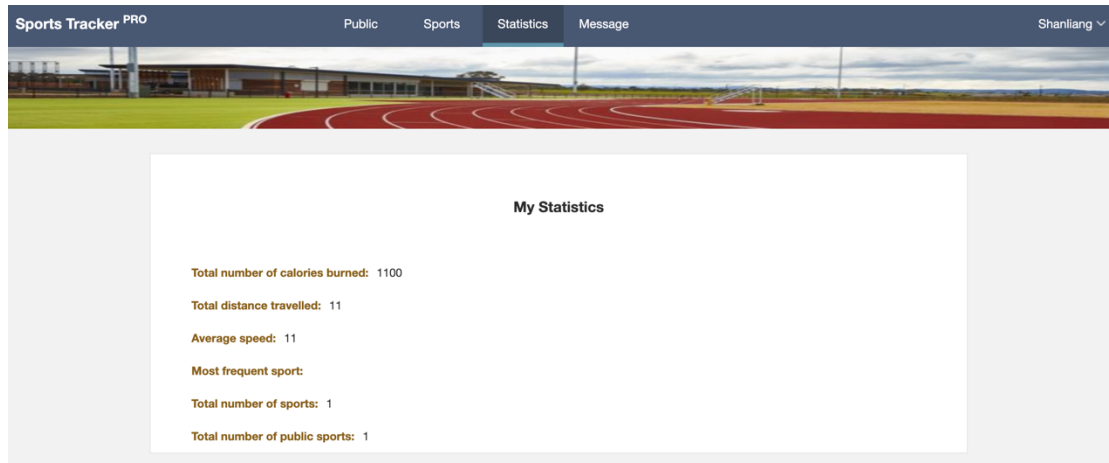 Sports Tracker PRO Public Sports Statistics Message Shanliang
My Statistics
Total number of calories burned: 1100
Total distance travelled: 11
Average speed: 11
Most frequent sport:
Total number of sports: 1
Total number of public sports: 1